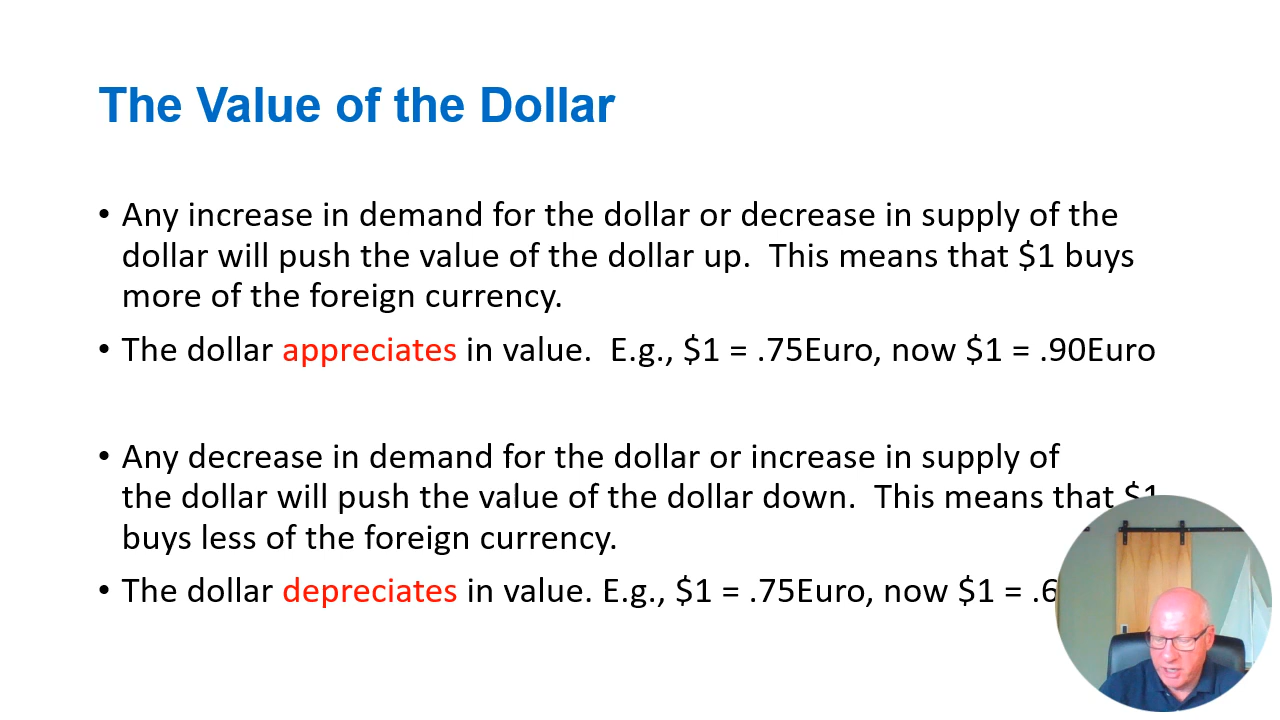 The Value of the Dollar
• Any increase in demand for the dollar or decrease in supply of the
dollar will push the value of the dollar up.  This means that $1 buys
more of the foreign currency.
• The dollar appreciates in value.  E.g., $1 = .75Euro, now $1 = .90Euro
• Any decrease in demand for the dollar or increase in supply of
the dollar will push the value of the dollar down.  This means that $1
buys less of the foreign currency.
• The dollar depreciates in value. E.g., $1 = .75Euro, now $1 =